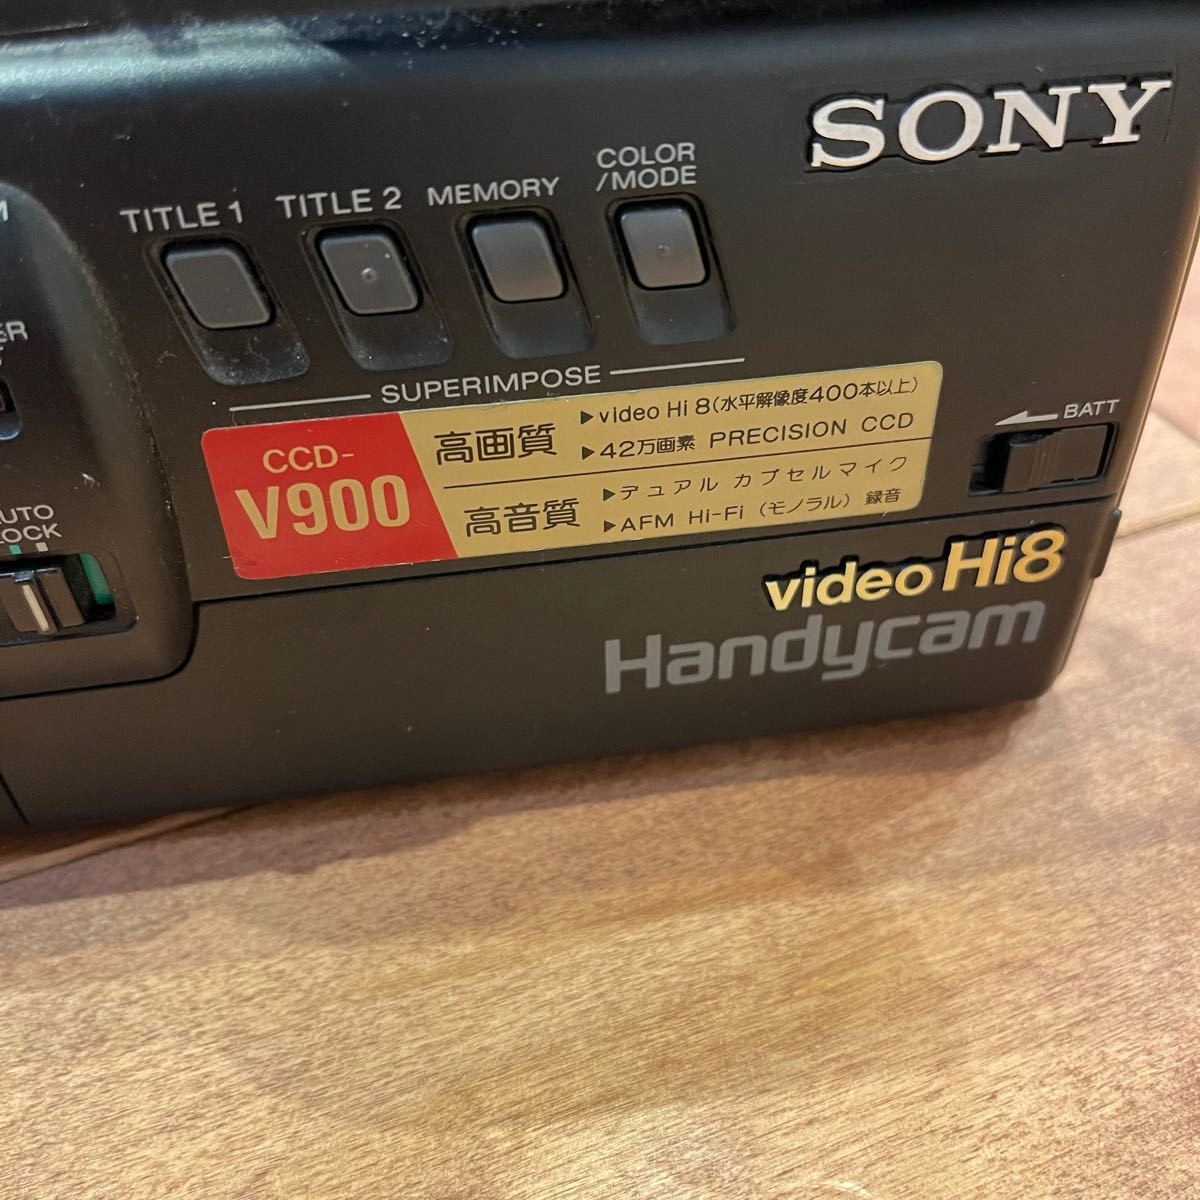 SONY
TITLE 1 TITLE 2 MEMORY COLOR
/MODE
SUPERIMPOSE
CCD-
V900
高画質
▶video Hi 8(水平解像度400本以上)
▶42万画素 PRECISION CCD
高音質
▶デュアル カプセルマイク
▶AFM Hi-Fi (モノラル) 録音
BATT
video Hi8
Handycam